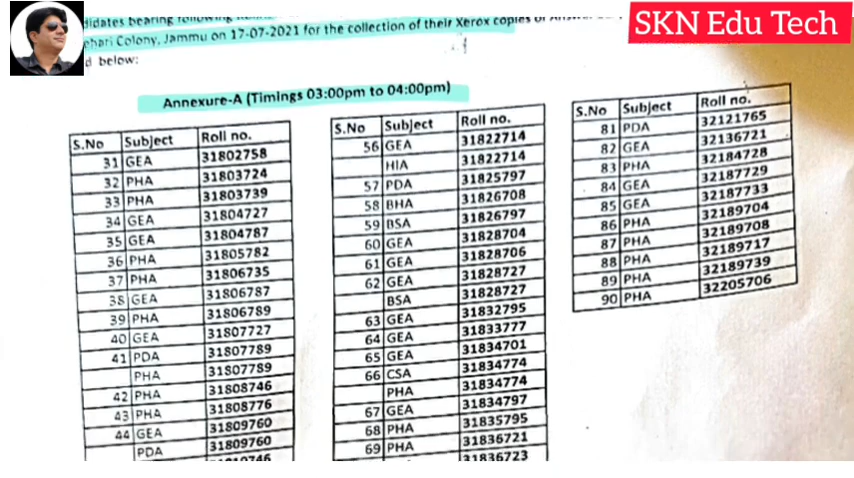 SKN Edu Tech
didates bearing following
ehari Colony, Jammu on 17-07-2021 for the collection of their Xerox copies of
d below:
Annexure-A (Timings 03:00pm to 04:00pm)
S.No Subject Roll no.
31 GEA 31802758
32 PHA 31803724
33 PHA 31803739
34 GEA 31804727
35 GEA 31804787
36 PHA 31805782
37 PHA 31806735
38 GEA 31806787
39 PHA 31806789
40 GEA 31807727
41 PDA 31807789
PHA 31807789
42 PHA 31808746
43 PHA 31808776
44 GEA 31809760
PDA 31809760
S.No Subject Roll no.
56 GEA 31822714
HIA 31822714
57 PDA 31825797
58 BHA 31826708
59 BSA 31826797
60 GEA 31828704
61 GEA 31828706
62 GEA 31828727
BSA 31828727
63 GEA 31832795
64 GEA 31833777
65 GEA 31834701
66 CSA 31834774
PHA 31834774
67 GEA 31834797
68 PHA 31835795
69 PHA 31836721
31836723
S.No Subject Roll no.
81 PDA 32121765
82 GEA 32136721
83 PHA 32184728
84 GEA 32187729
85 GEA 32187733
86 PHA 32189704
87 PHA 32189708
88 PHA 32189717
89 PHA 32189739
90 PHA 32205706